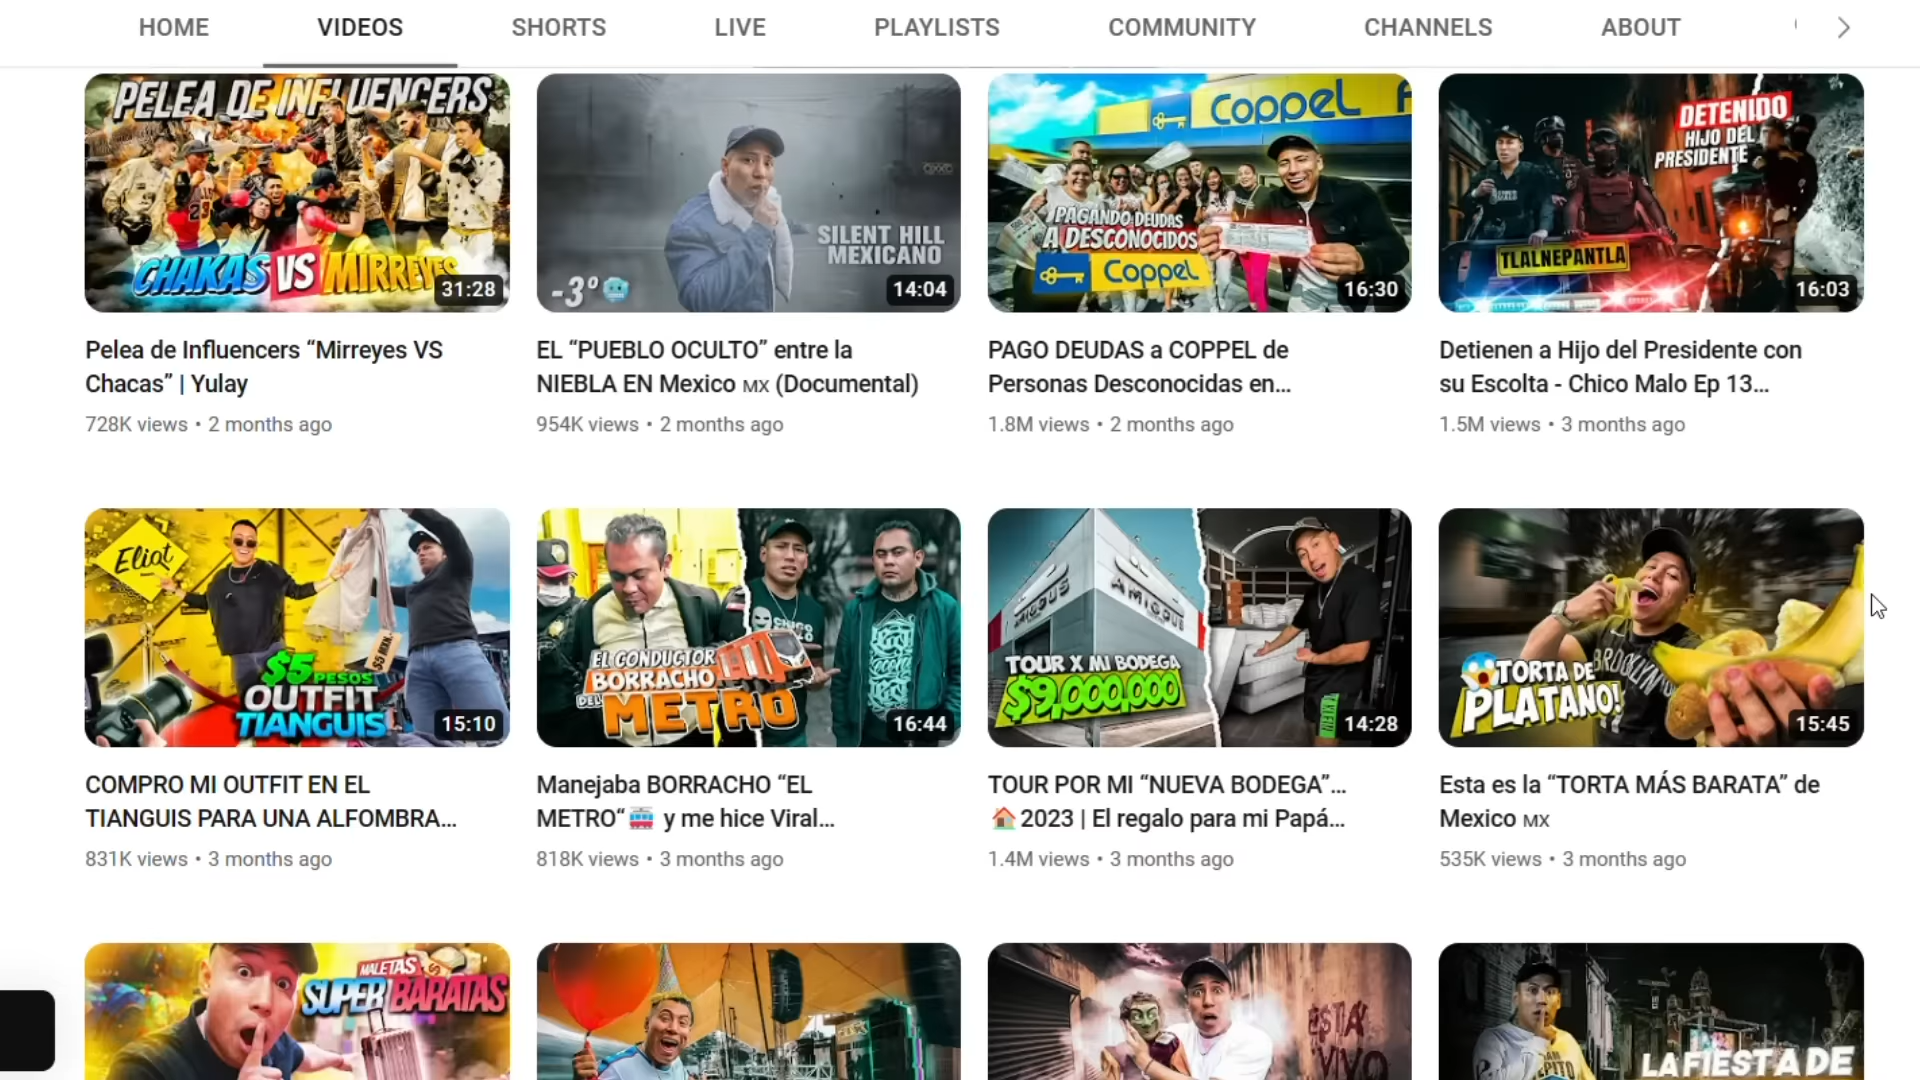 HOME VIDEOS SHORTS LIVE PLAYLISTS COMMUNITY CHANNELS ABOUT
PELEA DE INFLUENCERS
CHAKAS VS MIRREYES
31:28
OXXO
SILENT HILL
MEXICANO
-3°
14:04
Coppel
PAGANDO DEUDAS
A DESCONOCIDOS
Coppel
16:30
DETENIDO
HIJO DEL
PRESIDENTE
TLALNEPANTLA
16:03
Pelea de Influencers “Mirreyes VS
Chacas” | Yulay
728K views • 2 months ago
EL “PUEBLO OCULTO” entre la
NIEBLA EN Mexico MX (Documental)
954K views • 2 months ago
PAGO DEUDAS a COPPEL de
Personas Desconocidas en...
1.8M views • 2 months ago
Detienen a Hijo del Presidente con
su Escolta - Chico Malo Ep 13...
1.5M views • 3 months ago
Eliot
$5 MXN.
$5 PESOS
OUTFIT
TIANGUIS
15:10
CHICO
EL CONDUCTOR
BORRACHO
DEL METRO
16:44
AMIGGUS
TOUR X MI BODEGA
$9,000,000
14:28
BROOKLYN
TORTA DE
PLATANO!
15:45
COMPRO MI OUTFIT EN EL
TIANGUIS PARA UNA ALFOMBRA...
831K views • 3 months ago
Manejaba BORRACHO “EL
METRO“🚋 y me hice Viral...
818K views • 3 months ago
TOUR POR MI “NUEVA BODEGA”...
🏠2023 | El regalo para mi Papá...
1.4M views • 3 months ago
Esta es la “TORTA MÁS BARATA” de
Mexico MX
535K views • 3 months ago
MALETAS
SUPER BARATAS
ESTA
VIVO
LA FIESTA DE